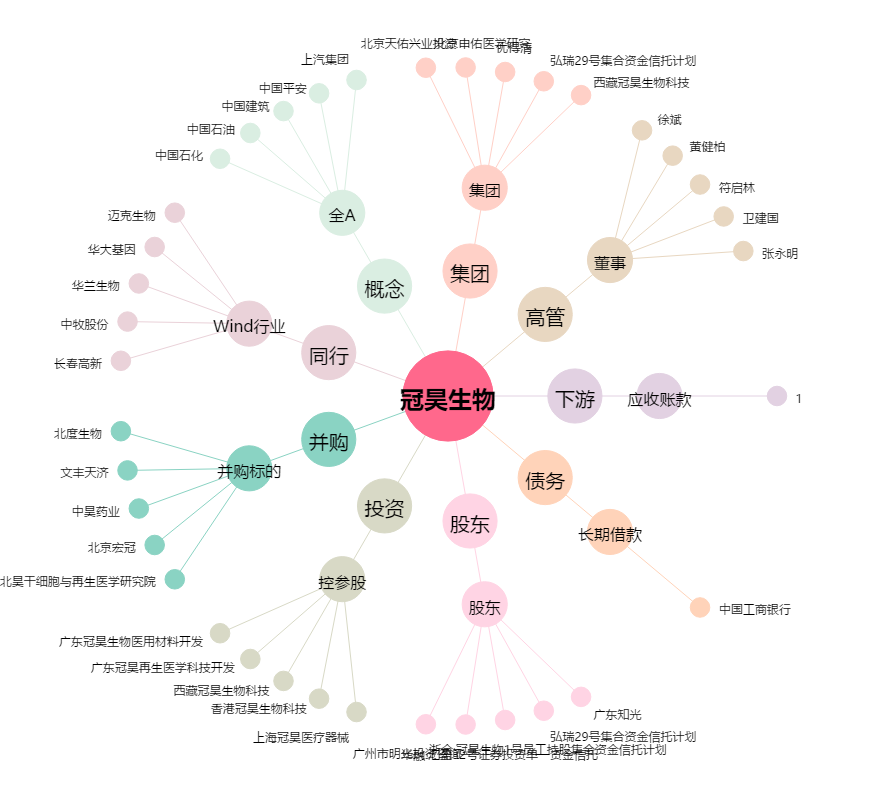 冠昊生物
集团
集团
北京天佑兴业投资
北京申佑医学研究
弘瑞29号集合资金信托计划
西藏冠昊生物科技
高管
董事
徐斌
黄健柏
符启林
卫建国
张永明
下游
应收账款
1
债务
长期借款
中国工商银行
股东
股东
广东知光
弘瑞29号集合资金信托计划
投资
控参股
广东冠昊生物医用材料开发
广东冠昊再生医学科技开发
西藏冠昊生物科技
香港冠昊生物科技
上海冠昊医疗器械
并购
并购标的
北度生物
文丰天济
中昊药业
北京宏冠
北昊干细胞与再生医学研究院
同行
Wind行业
迈克生物
华大基因
华兰生物
中牧股份
长春高新
概念
全A
上汽集团
中国平安
中国建筑
中国石油
中国石化